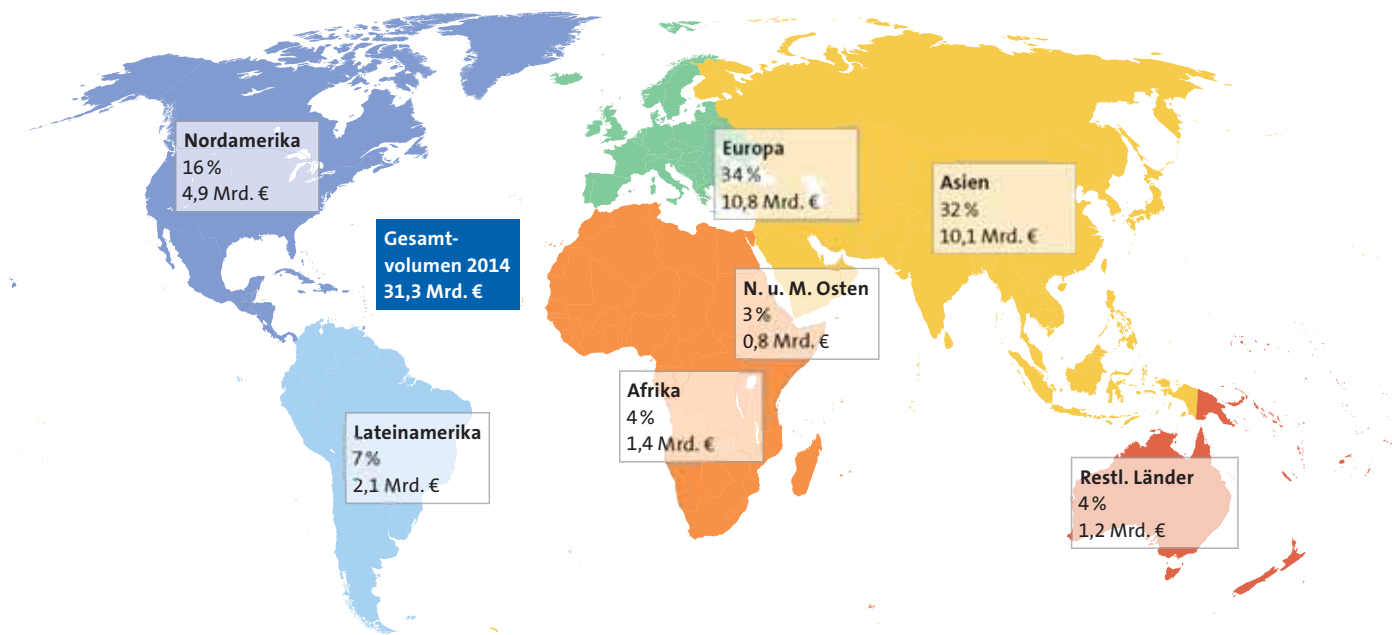 Nordamerika
16 %
4,9 Mrd. €
Europa
34 %
10,8 Mrd. €
Asien
32 %
10,1 Mrd. €
Gesamt-
volumen 2014
31,3 Mrd. €
N. u. M. Osten
3 %
0,8 Mrd. €
Afrika
4 %
1,4 Mrd. €
Lateinamerika
7 %
2,1 Mrd. €
Restl. Länder
4 %
1,2 Mrd. €